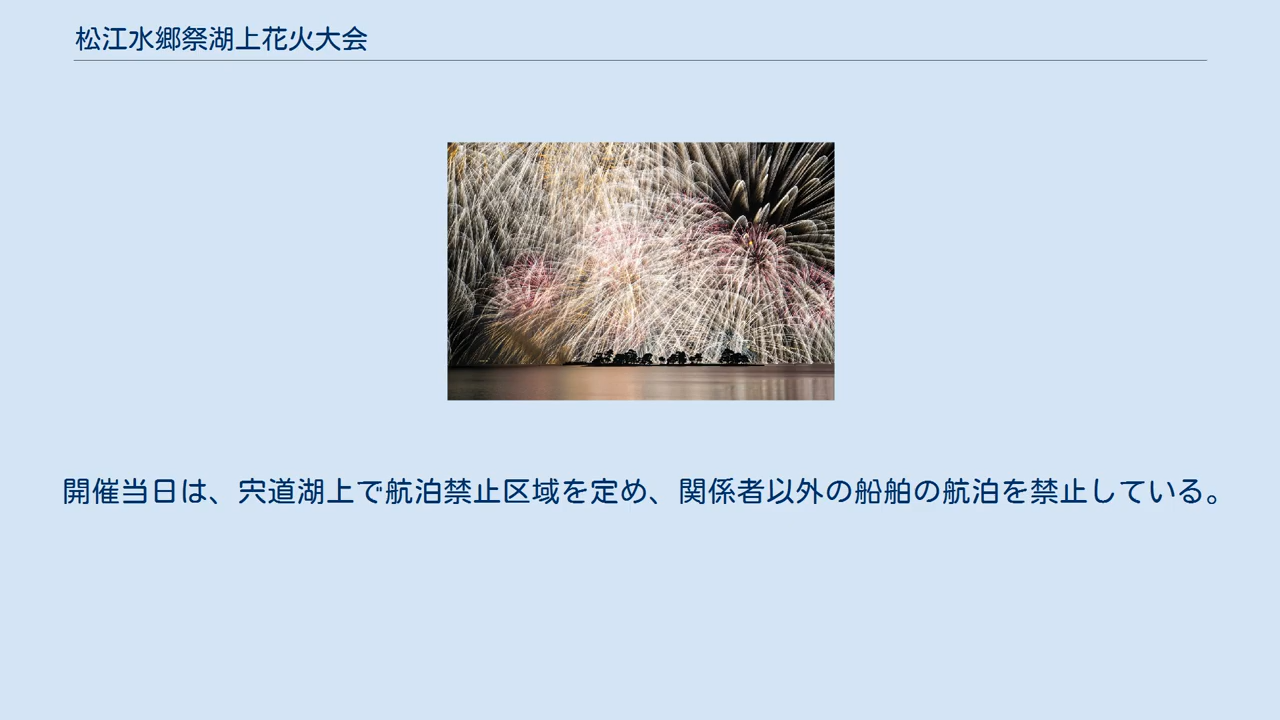 松江水郷祭湖上花火大会
開催当日は、宍道湖上で航泊禁止区域を定め、関係者以外の船舶の航泊を禁止している。